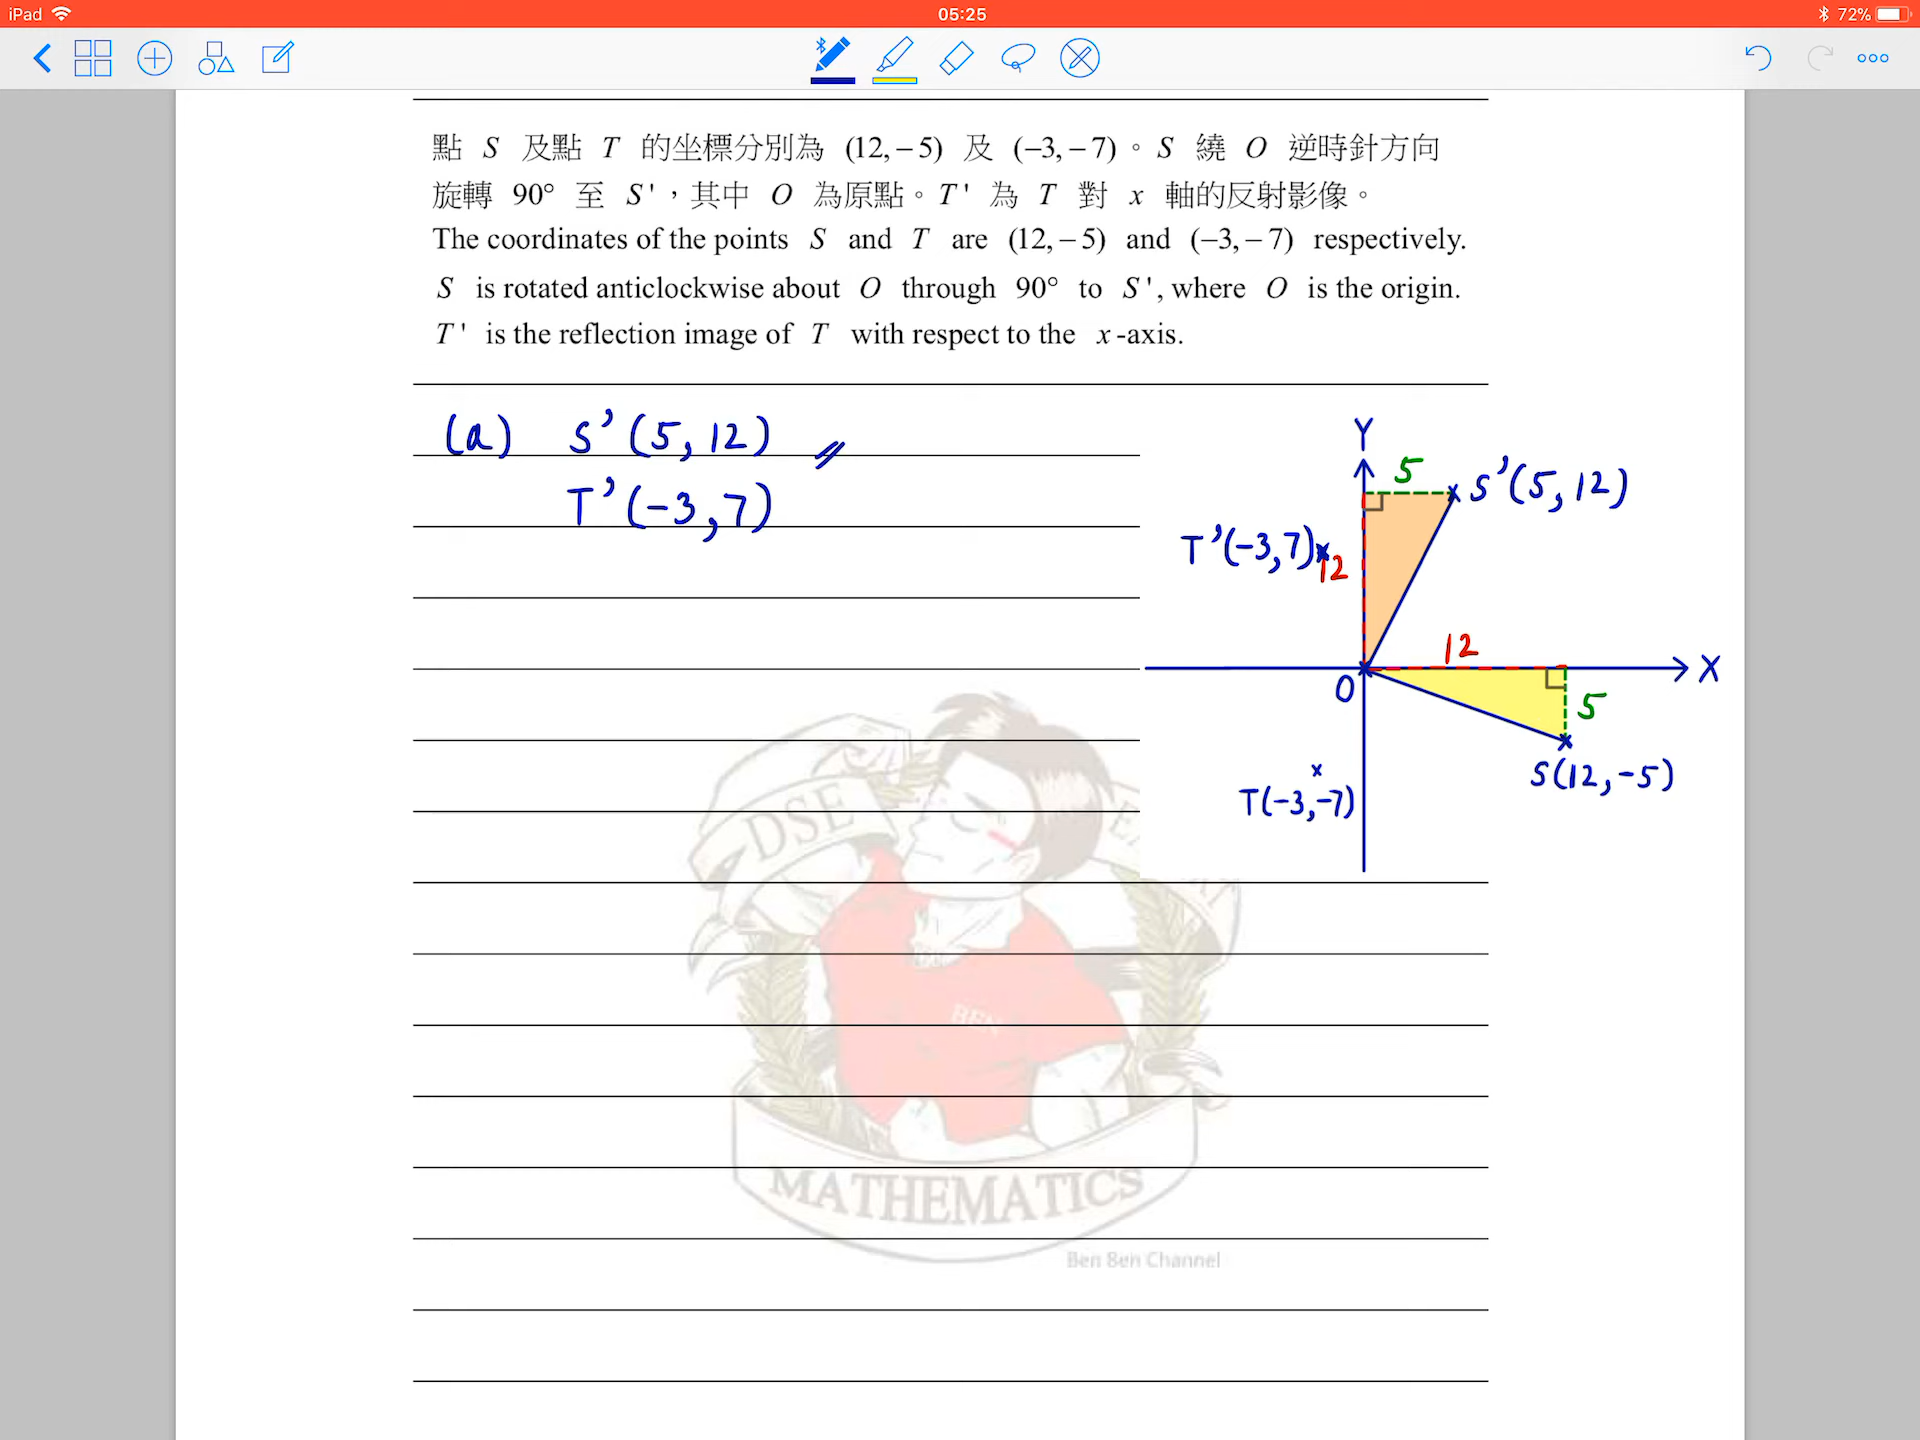 iPad
05:25
72%
點 S 及點 T 的坐標分別為 (12, −5) 及 (−3, −7)。S 繞 O 逆時針方向
旋轉 90° 至 S'，其中 O 為原點。T' 為 T 對 x 軸的反射影像。
The coordinates of the points S and T are (12, −5) and (−3, −7) respectively.
S is rotated anticlockwise about O through 90° to S', where O is the origin.
T' is the reflection image of T with respect to the x-axis.
(a) S'(5, 12)
T'(-3, 7)
Y
5
S'(5, 12)
T'(-3, 7)
12
12
X
O
5
S(12, -5)
T(-3, -7)
DSE
BEN
MATHEMATICS
Ben Ben Channel